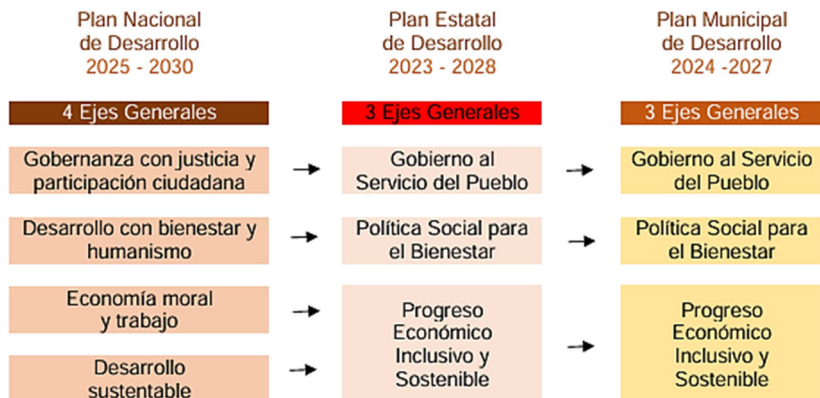 Plan Nacional
de Desarrollo
2025 - 2030
4 Ejes Generales
Gobernanza con justicia y
participación ciudadana
Desarrollo con bienestar y
humanismo
Economía moral
y trabajo
Desarrollo
sustentable
Plan Estatal
de Desarrollo
2023 - 2028
3 Ejes Generales
Gobierno al
Servicio del Pueblo
Política Social para
el Bienestar
Progreso
Económico
Inclusivo y
Sostenible
Plan Municipal
de Desarrollo
2024 -2027
3 Ejes Generales
Gobierno al Servicio
del Pueblo
Política Social para
el Bienestar
Progreso
Económico
Inclusivo y
Sostenible